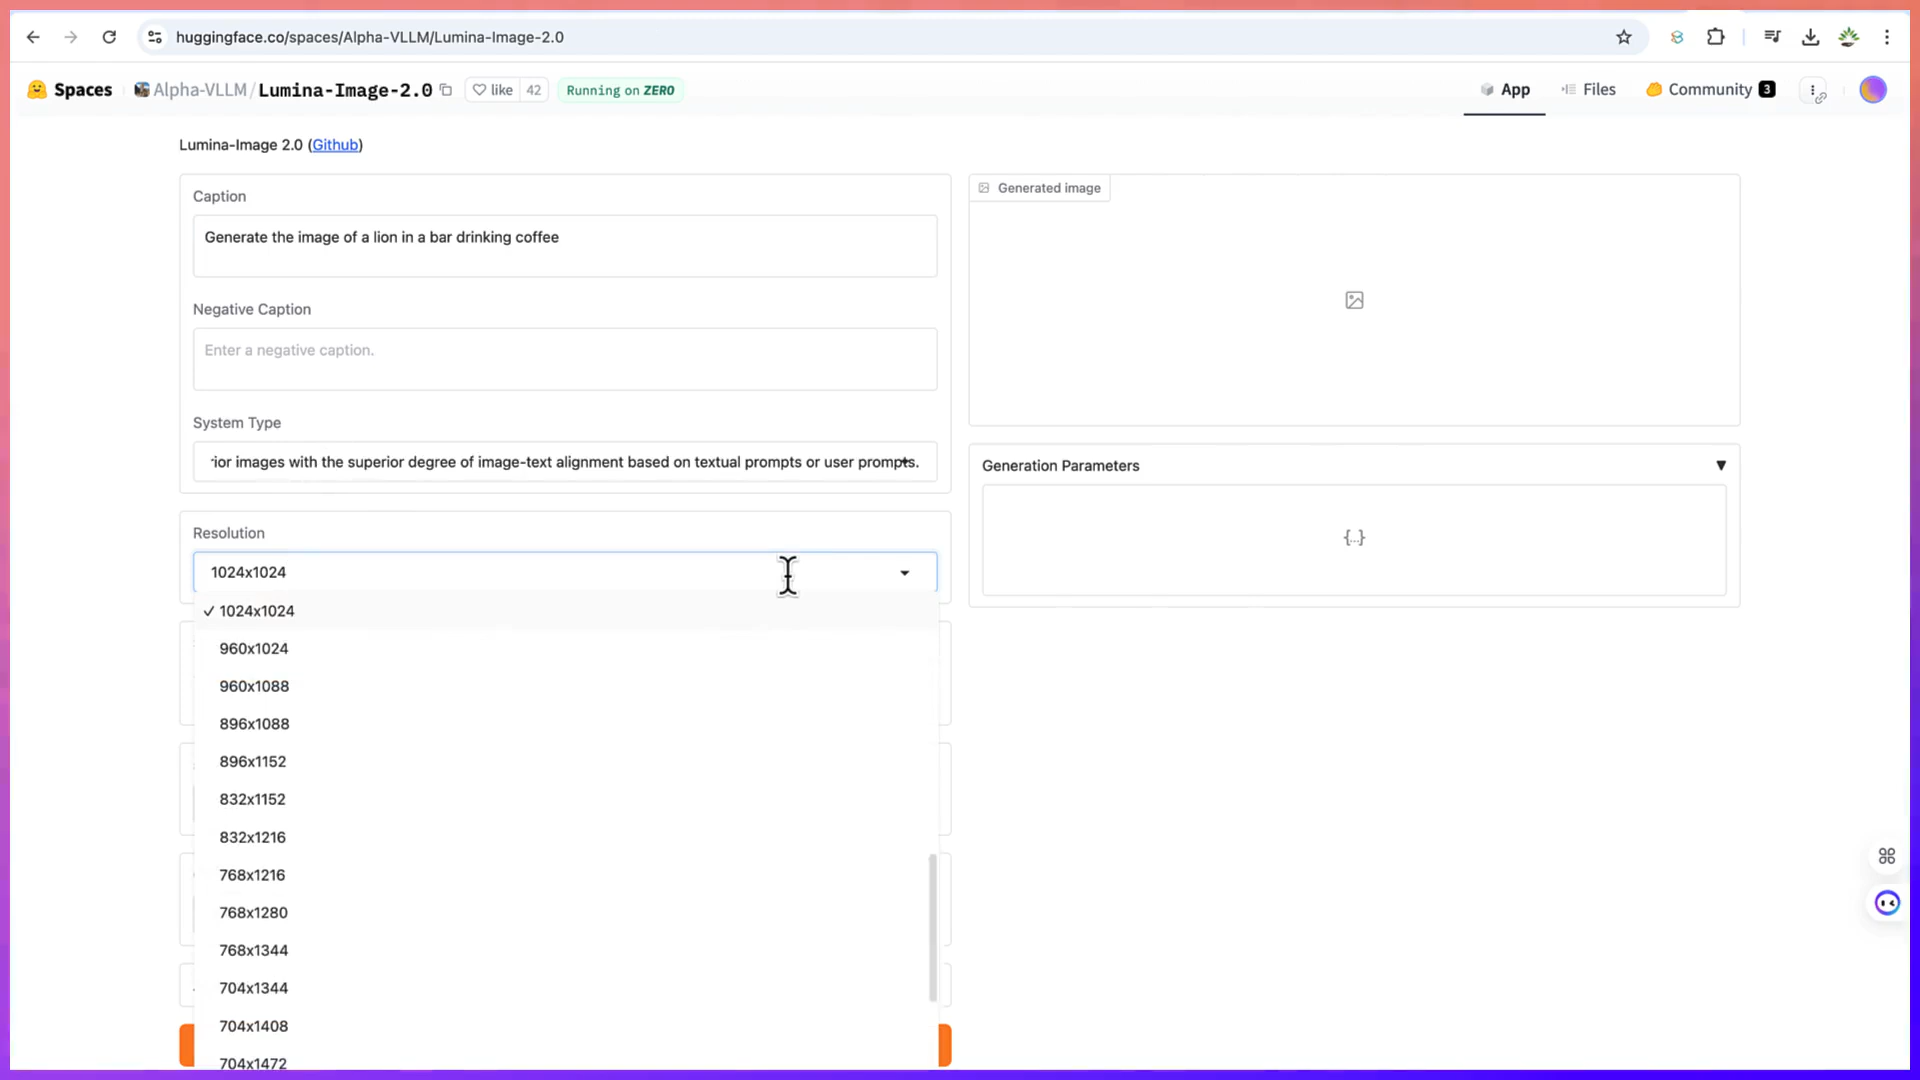 huggingface.co/spaces/Alpha-VLLM/Lumina-Image-2.0
Spaces Alpha-VLLM / Lumina-Image-2.0 like 42 Running on ZERO App Files Community 3
Lumina-Image 2.0 (Github)
Caption
Generate the image of a lion in a bar drinking coffee
Negative Caption
Enter a negative caption.
System Type
ior images with the superior degree of image-text alignment based on textual prompts or user prompts.
Resolution
1024x1024
✓ 1024x1024
960x1024
960x1088
896x1088
896x1152
832x1152
832x1216
768x1216
768x1280
768x1344
704x1344
704x1408
704x1472
Generated image
Generation Parameters ▼
{...}